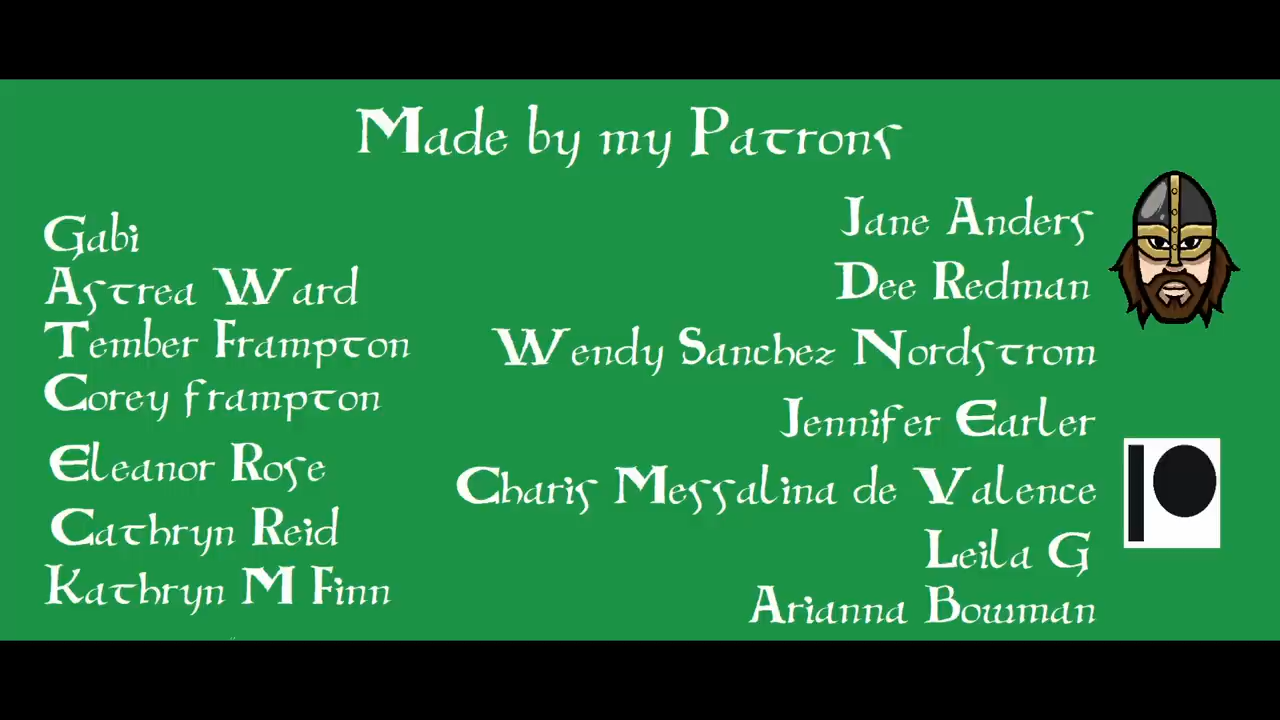 Made by my Patrons
Gabi
Astrea Ward
Tember Frampton
Corey frampton
Eleanor Rose
Cathryn Reid
Kathryn M Finn
Jane Anders
Dee Redman
Wendy Sanchez Nordstrom
Jennifer Earler
Charis Messalina de Valence
Leila G
Arianna Bowman